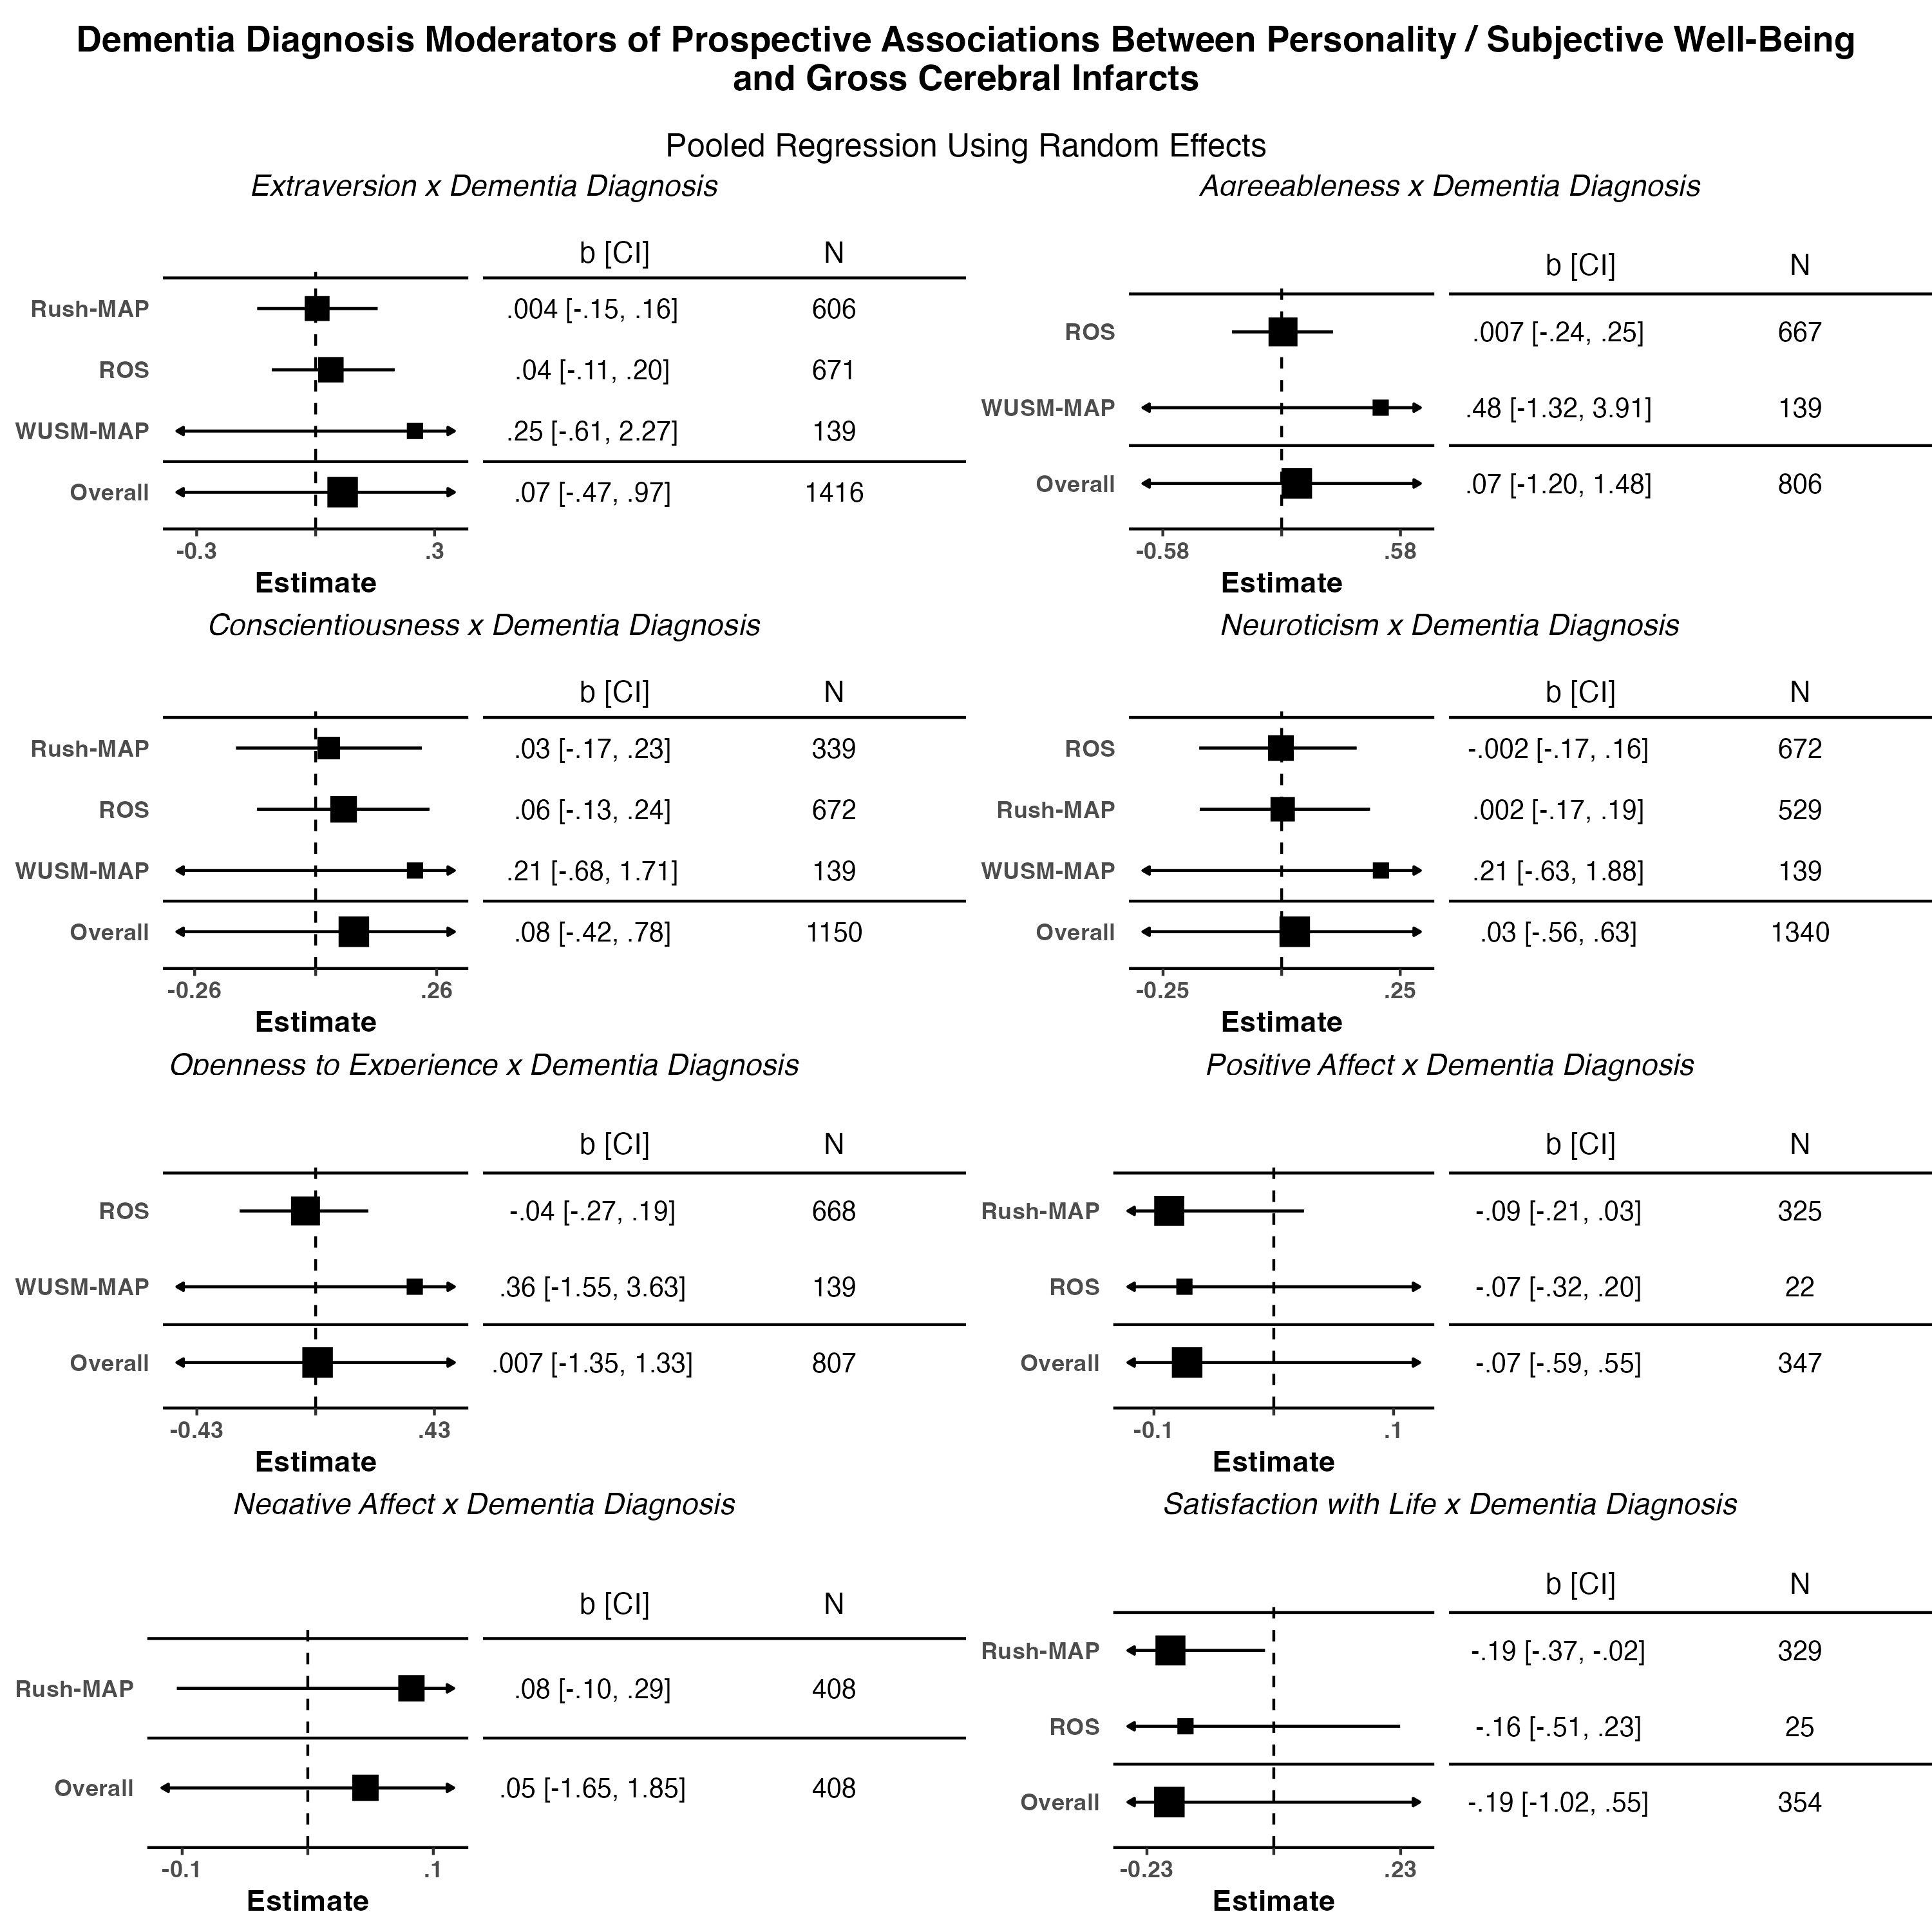 Dementia Diagnosis Moderators of Prospective Associations Between Personality / Subjective Well-Being
and Gross Cerebral Infarcts
Pooled Regression Using Random Effects
Extraversion x Dementia Diagnosis
b [CI] N
Rush-MAP .004 [-.15, .16] 606
ROS .04 [-.11, .20] 671
WUSM-MAP .25 [-.61, 2.27] 139
Overall .07 [-.47, .97] 1416
-0.3 .3
Estimate
Agreeableness x Dementia Diagnosis
b [CI] N
ROS .007 [-.24, .25] 667
WUSM-MAP .48 [-1.32, 3.91] 139
Overall .07 [-1.20, 1.48] 806
-0.58 .58
Estimate
Conscientiousness x Dementia Diagnosis
b [CI] N
Rush-MAP .03 [-.17, .23] 339
ROS .06 [-.13, .24] 672
WUSM-MAP .21 [-.68, 1.71] 139
Overall .08 [-.42, .78] 1150
-0.26 .26
Estimate
Neuroticism x Dementia Diagnosis
b [CI] N
ROS -.002 [-.17, .16] 672
Rush-MAP .002 [-.17, .19] 529
WUSM-MAP .21 [-.63, 1.88] 139
Overall .03 [-.56, .63] 1340
-0.25 .25
Estimate
Openness to Experience x Dementia Diagnosis
b [CI] N
ROS -.04 [-.27, .19] 668
WUSM-MAP .36 [-1.55, 3.63] 139
Overall .007 [-1.35, 1.33] 807
-0.43 .43
Estimate
Positive Affect x Dementia Diagnosis
b [CI] N
Rush-MAP -.09 [-.21, .03] 325
ROS -.07 [-.32, .20] 22
Overall -.07 [-.59, .55] 347
-0.1 .1
Estimate
Negative Affect x Dementia Diagnosis
b [CI] N
Rush-MAP .08 [-.10, .29] 408
Overall .05 [-1.65, 1.85] 408
-0.1 .1
Estimate
Satisfaction with Life x Dementia Diagnosis
b [CI] N
Rush-MAP -.19 [-.37, -.02] 329
ROS -.16 [-.51, .23] 25
Overall -.19 [-1.02, .55] 354
-0.23 .23
Estimate